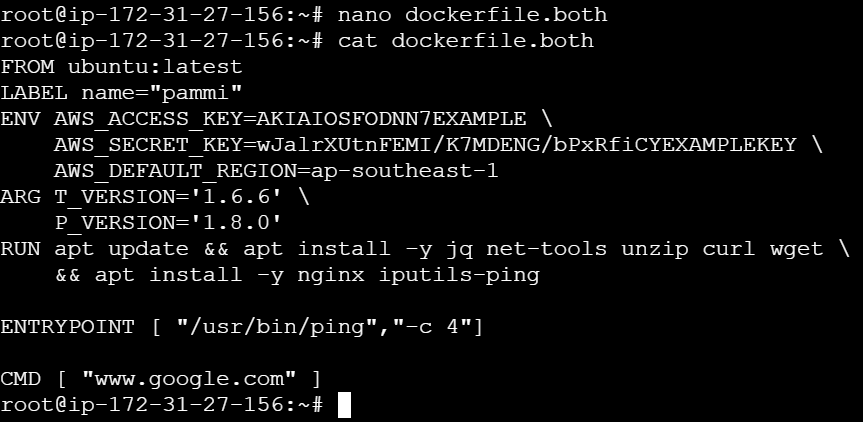 root@ip-172-31-27-156:~# nano dockerfile.both
root@ip-172-31-27-156:~# cat dockerfile.both
FROM ubuntu:latest
LABEL name="pammi"
ENV AWS_ACCESS_KEY=AKIAIOSFODNN7EXAMPLE \
    AWS_SECRET_KEY=wJalrXUtnFEMI/K7MDENG/bPxRfiCYEXAMPLEKEY \
    AWS_DEFAULT_REGION=ap-southeast-1
ARG T_VERSION='1.6.6' \
    P_VERSION='1.8.0'
RUN apt update && apt install -y jq net-tools unzip curl wget \
    && apt install -y nginx iputils-ping
ENTRYPOINT [ "/usr/bin/ping","-c 4"]
CMD [ "www.google.com" ]
root@ip-172-31-27-156:~#